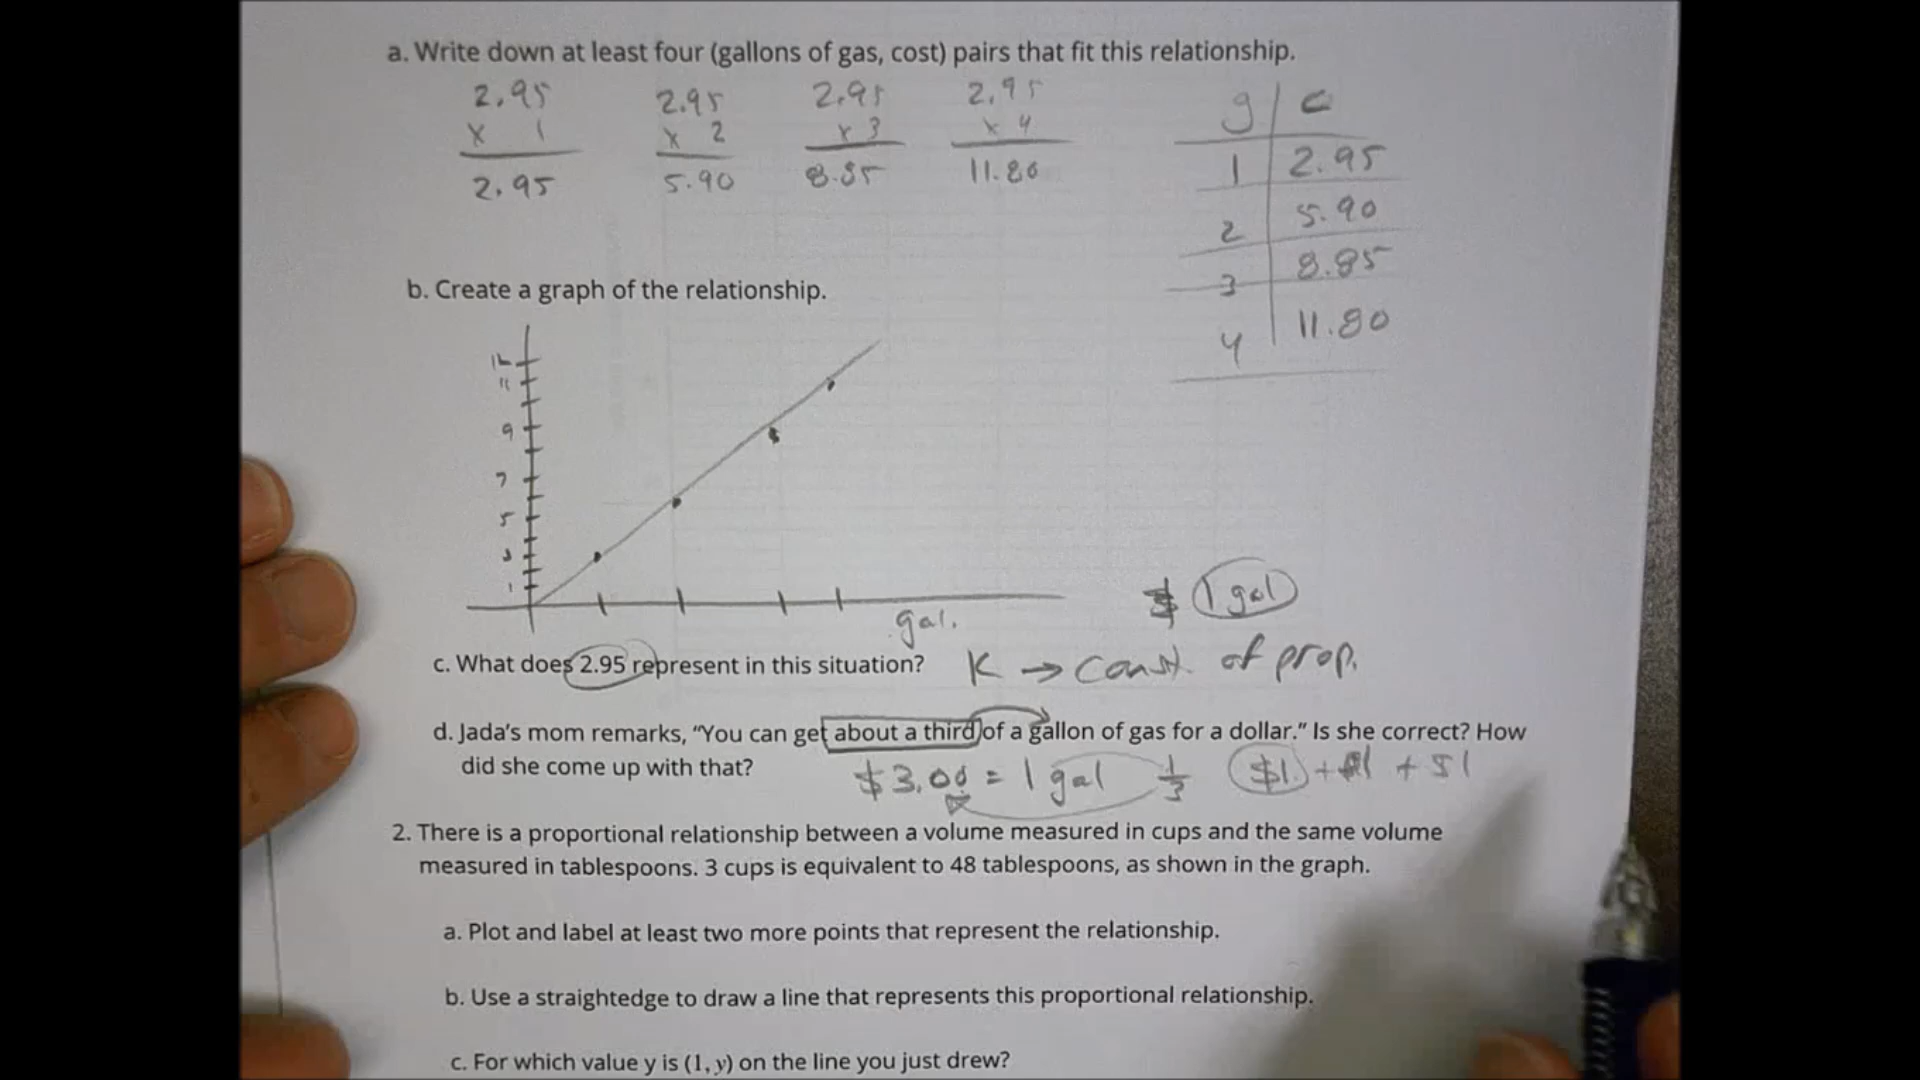 a. Write down at least four (gallons of gas, cost) pairs that fit this relationship.
2.95 2.95 2.95 2.95
x 1 x 2 x 3 x 4
2.95 5.90 8.85 11.80
g c
1 2.95
2 5.90
3 8.85
4 11.80
b. Create a graph of the relationship.
12
11
9
7
5
3
1
gal.
$ 1 gal
c. What does 2.95 represent in this situation? K → const. of prop.
d. Jada's mom remarks, “You can get about a third of a gallon of gas for a dollar.” Is she correct? How
did she come up with that? $3.00 = 1 gal 1/3 $1 + $1 + $1
2. There is a proportional relationship between a volume measured in cups and the same volume
measured in tablespoons. 3 cups is equivalent to 48 tablespoons, as shown in the graph.
a. Plot and label at least two more points that represent the relationship.
b. Use a straightedge to draw a line that represents this proportional relationship.
c. For which value y is (1, y) on the line you just drew?